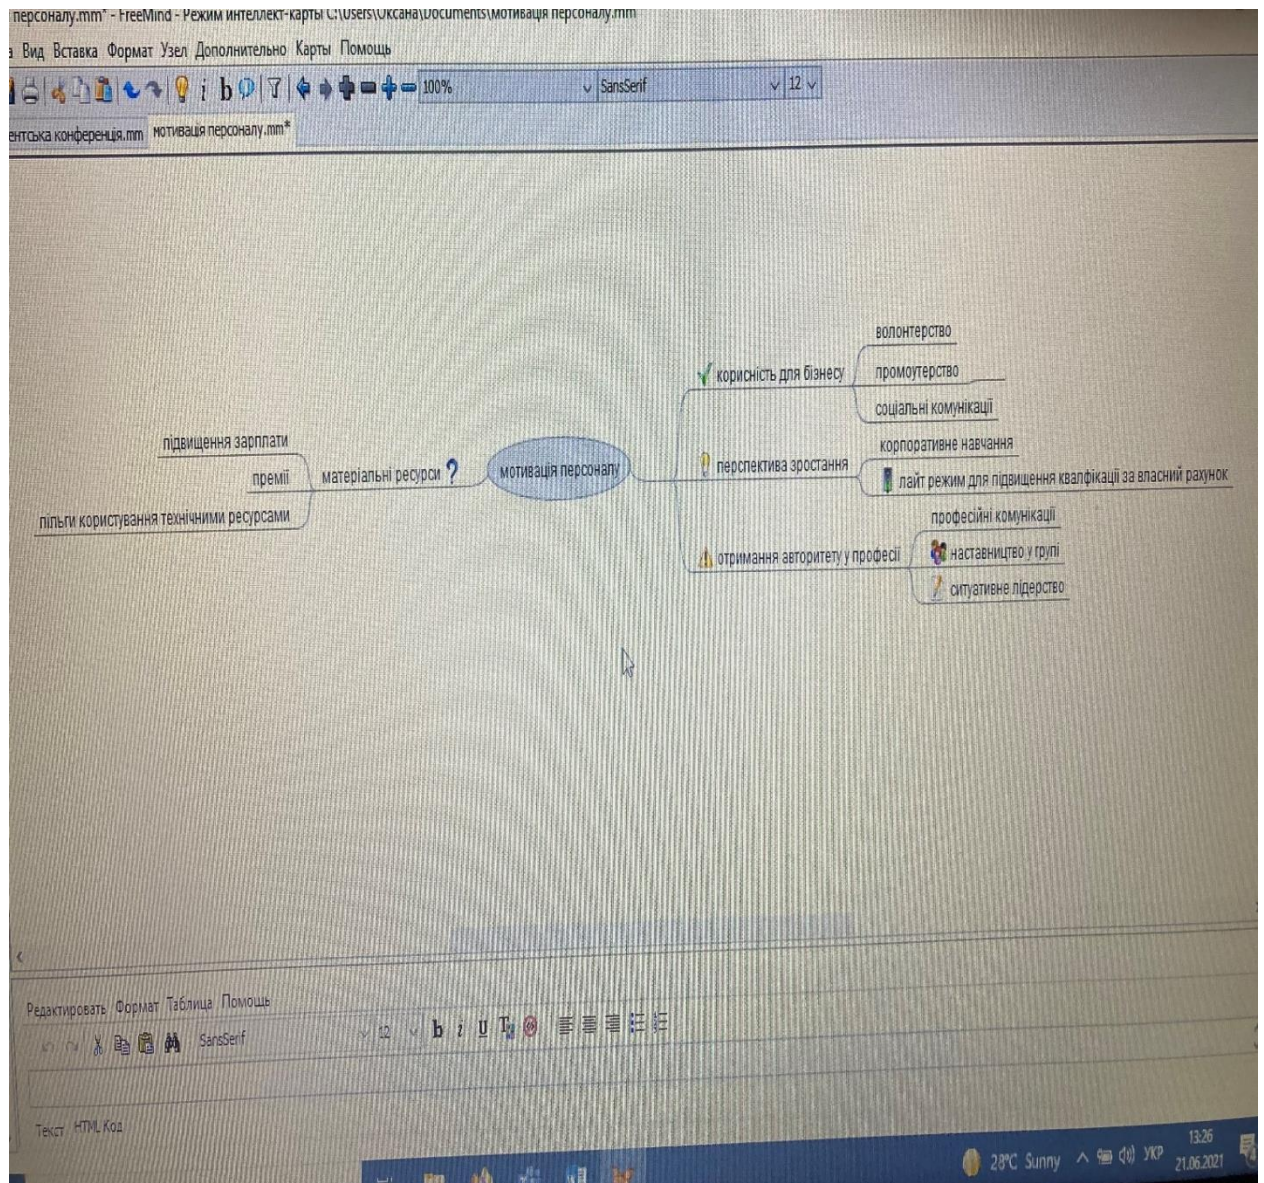 персоналу.mm* - FreeMind - Режим интеллект-карты C:\Users\Оксана\Documents\мотивація персоналу.mm
Вид Вставка Формат Узел Дополнительно Карты Помощь
100% SansSerif 12
ентська конференція.mm мотивація персоналу.mm*
волонтерство
корисність для бізнесу
промоутерство
соціальні комунікації
підвищення зарплати
премії
пільги користування технічними ресурсами
матеріальні ресурси
мотивація персоналу
перспектива зростання
корпоративне навчання
лайт режим для підвищення квалфікації за власний рахунок
отримання авторитету у професії
професійні комунікації
наставництво у групі
ситуативне лідерство
Редактировать Формат Таблица Помощь
SansSerif 12
Текст HTML Код
28°C Sunny УКР
13:26
21.06.2021